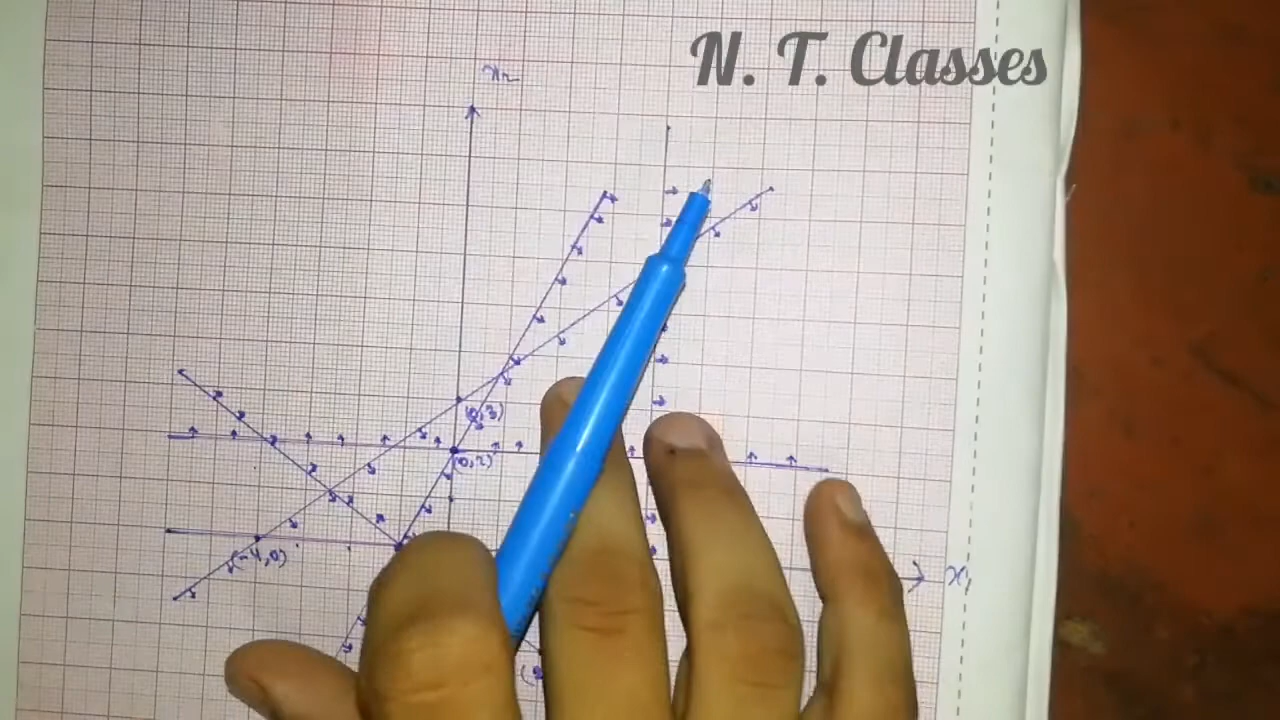 N. T. Classes
x₂
(0,3)
(0,2)
(-4,0)
x₁